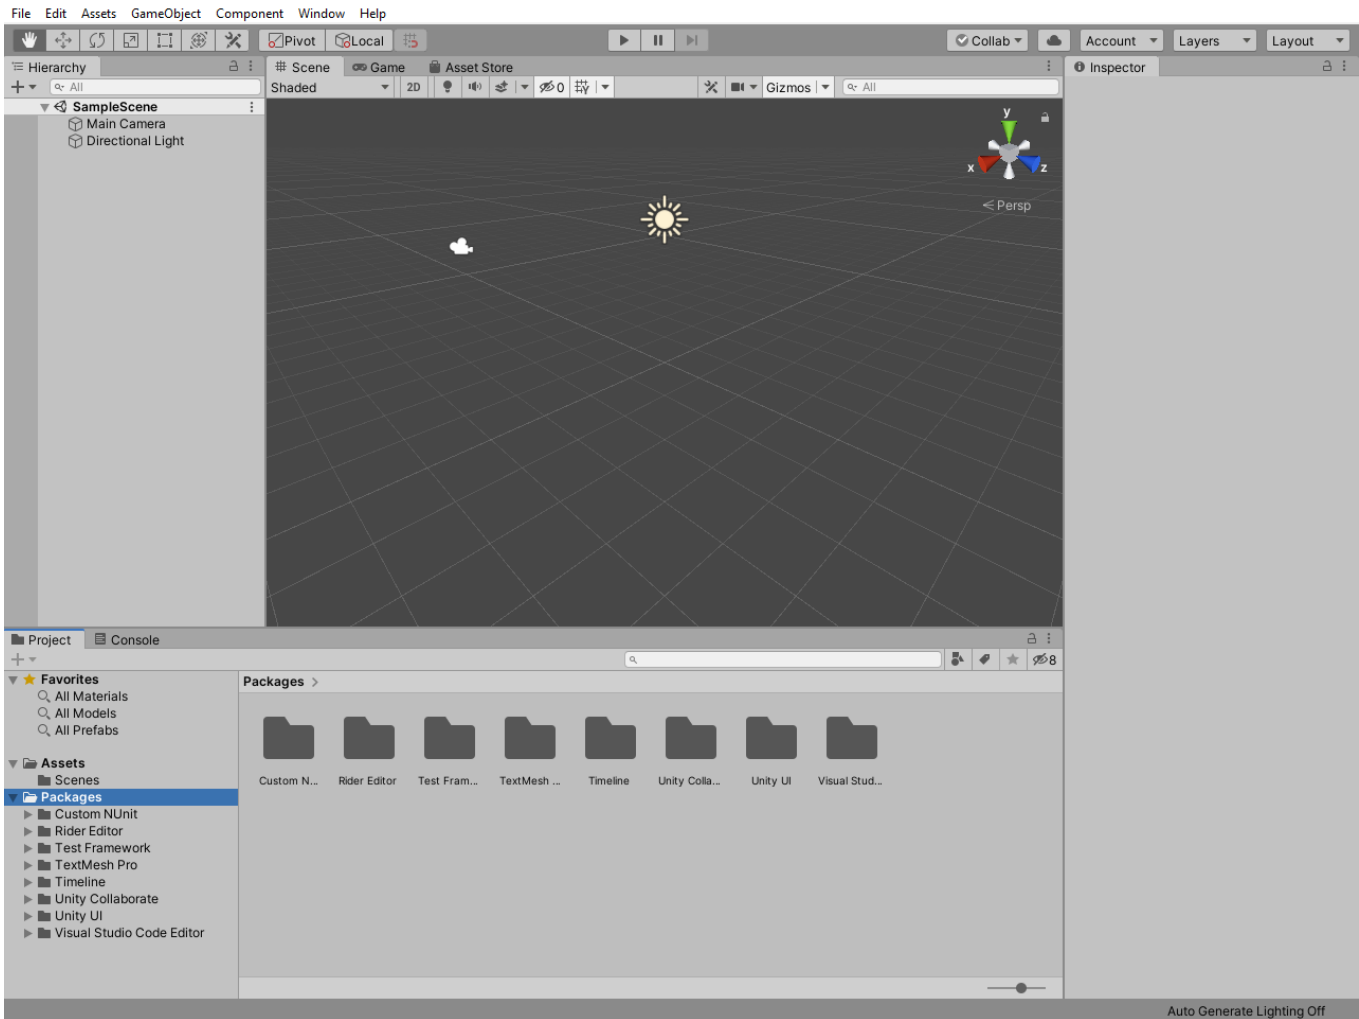 File Edit Assets GameObject Component Window Help
Pivot Local Collab Account Layers Layout
Hierarchy
All
SampleScene
Main Camera
Directional Light
Scene Game Asset Store
Shaded 2D 0 Gizmos All
y
x z
Persp
Inspector
Project Console
8
Favorites
All Materials
All Models
All Prefabs
Assets
Scenes
Packages
Custom NUnit
Rider Editor
Test Framework
TextMesh Pro
Timeline
Unity Collaborate
Unity UI
Visual Studio Code Editor
Packages >
Custom N... Rider Editor Test Fram... TextMesh ... Timeline Unity Colla... Unity UI Visual Stud...
Auto Generate Lighting Off